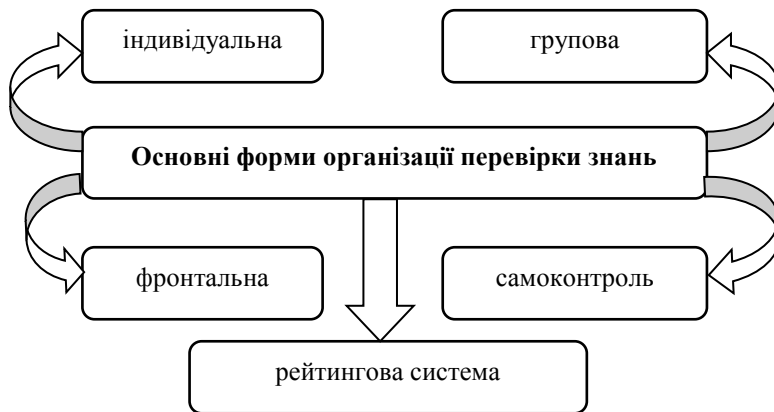 індивідуальна
групова
Основні форми організації перевірки знань
фронтальна
самоконтроль
рейтингова система